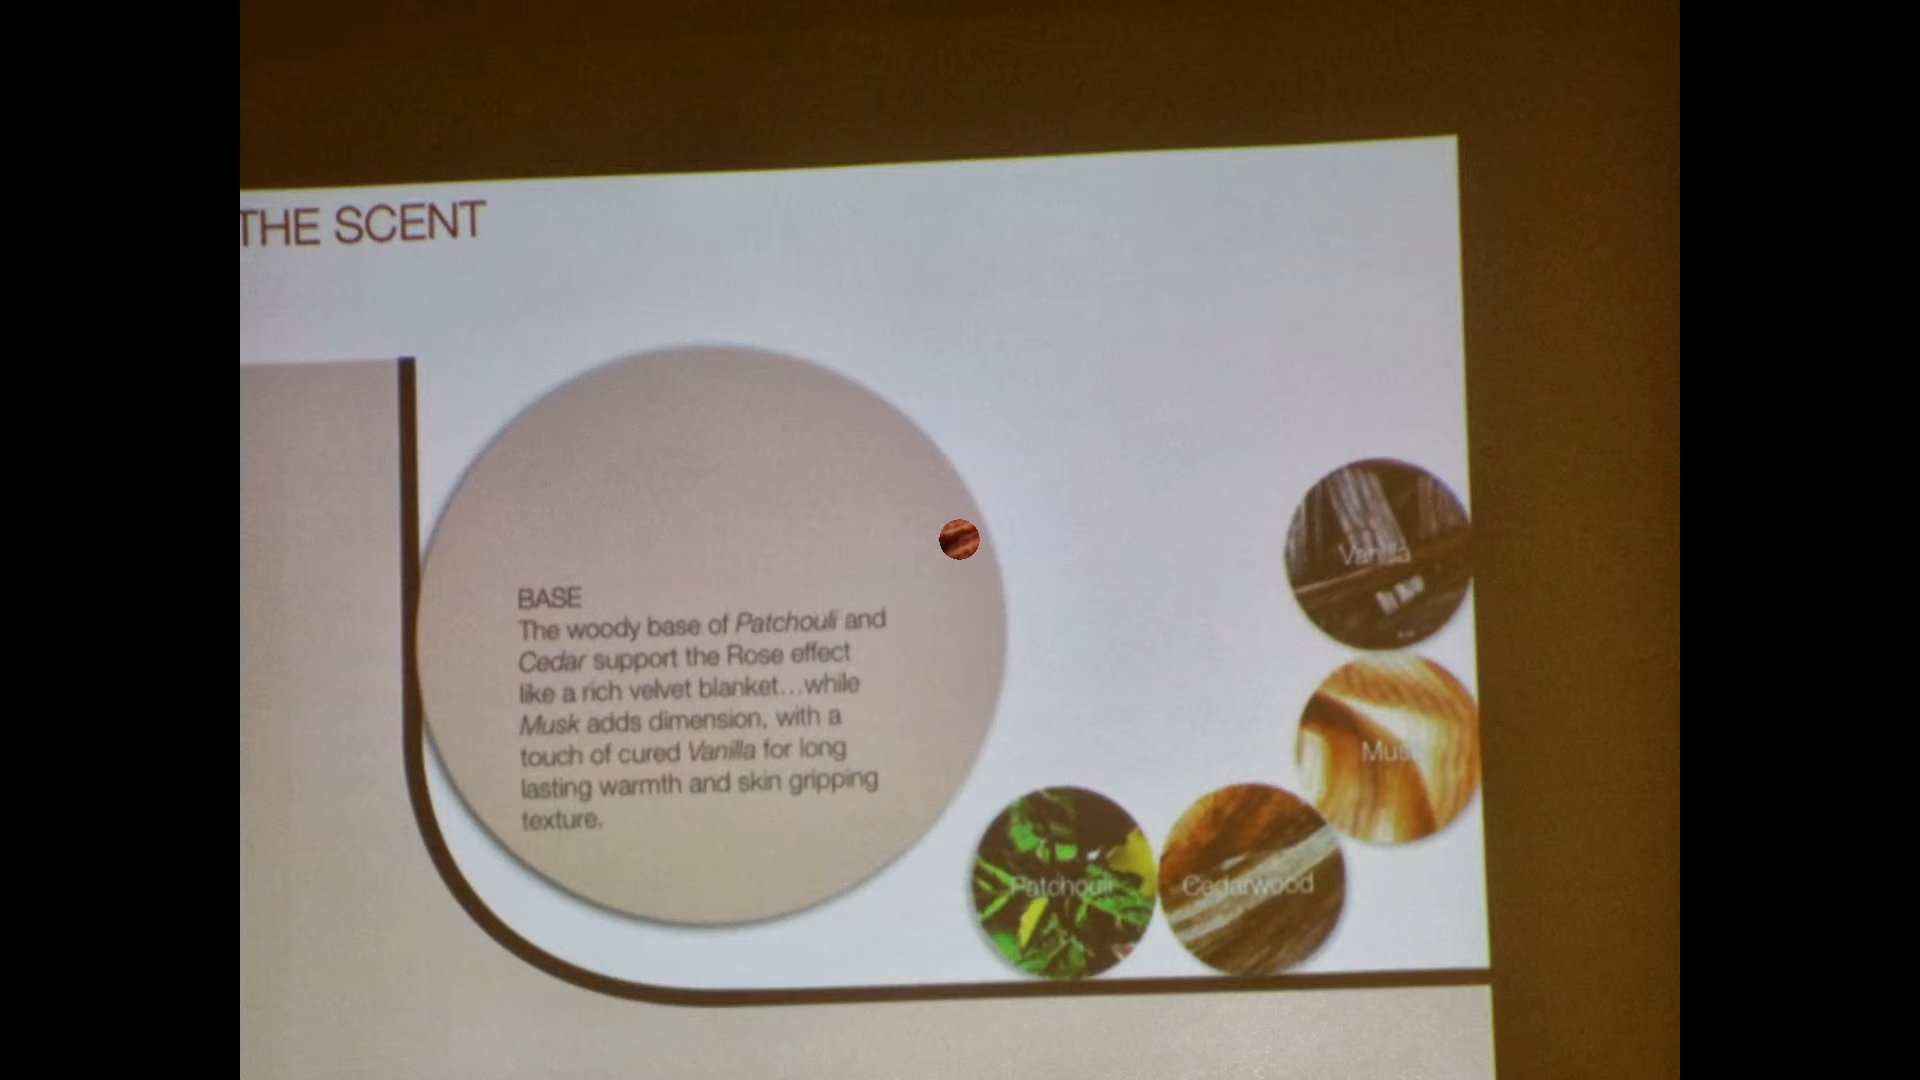 THE SCENT
BASE
The woody base of Patchouli and
Cedar support the Rose effect
like a rich velvet blanket...while
Musk adds dimension, with a
touch of cured Vanilla for long
lasting warmth and skin gripping
texture.
Vanilla
Musk
Patchouli
Cedarwood